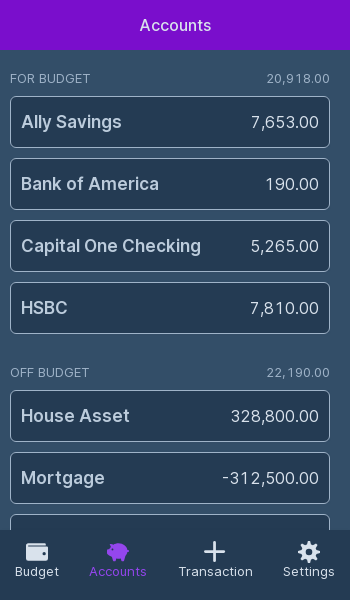 Accounts
FOR BUDGET 20,918.00
Ally Savings 7,653.00
Bank of America 190.00
Capital One Checking 5,265.00
HSBC 7,810.00
OFF BUDGET 22,190.00
House Asset 328,800.00
Mortgage -312,500.00
Budget Accounts Transaction Settings